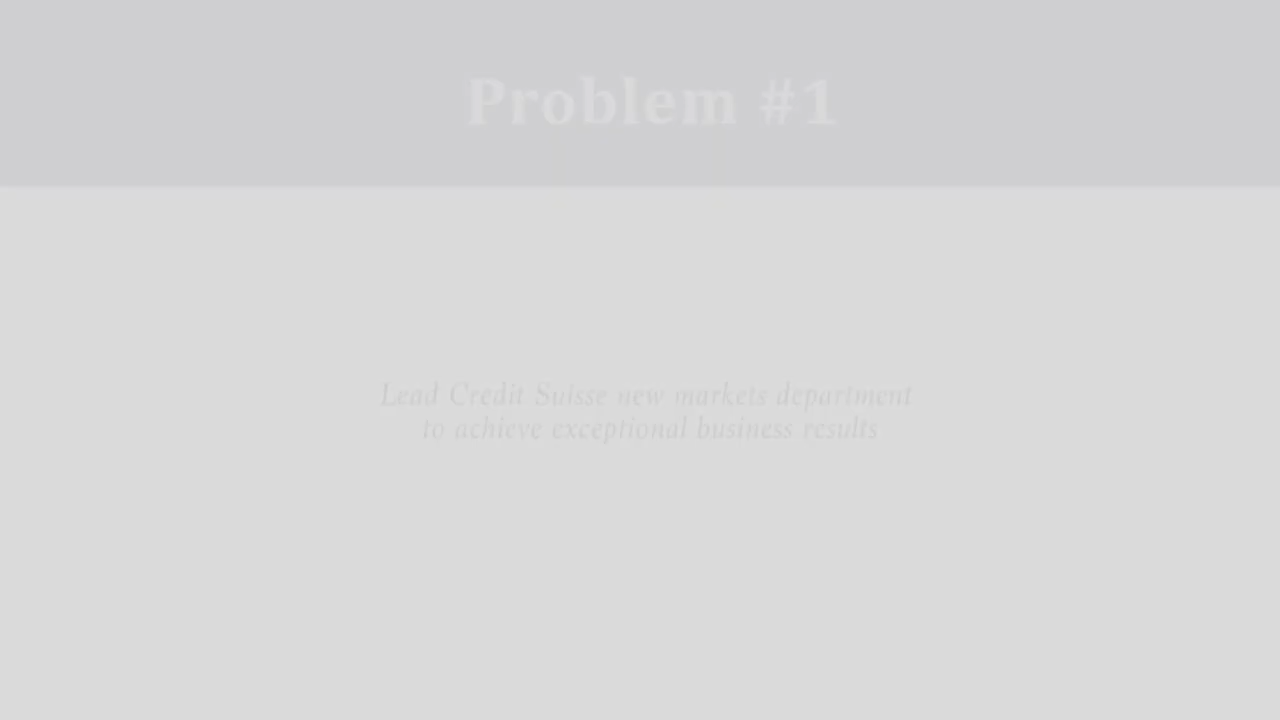 Problem #1
Lead Credit Suisse new markets department
to achieve exceptional business results